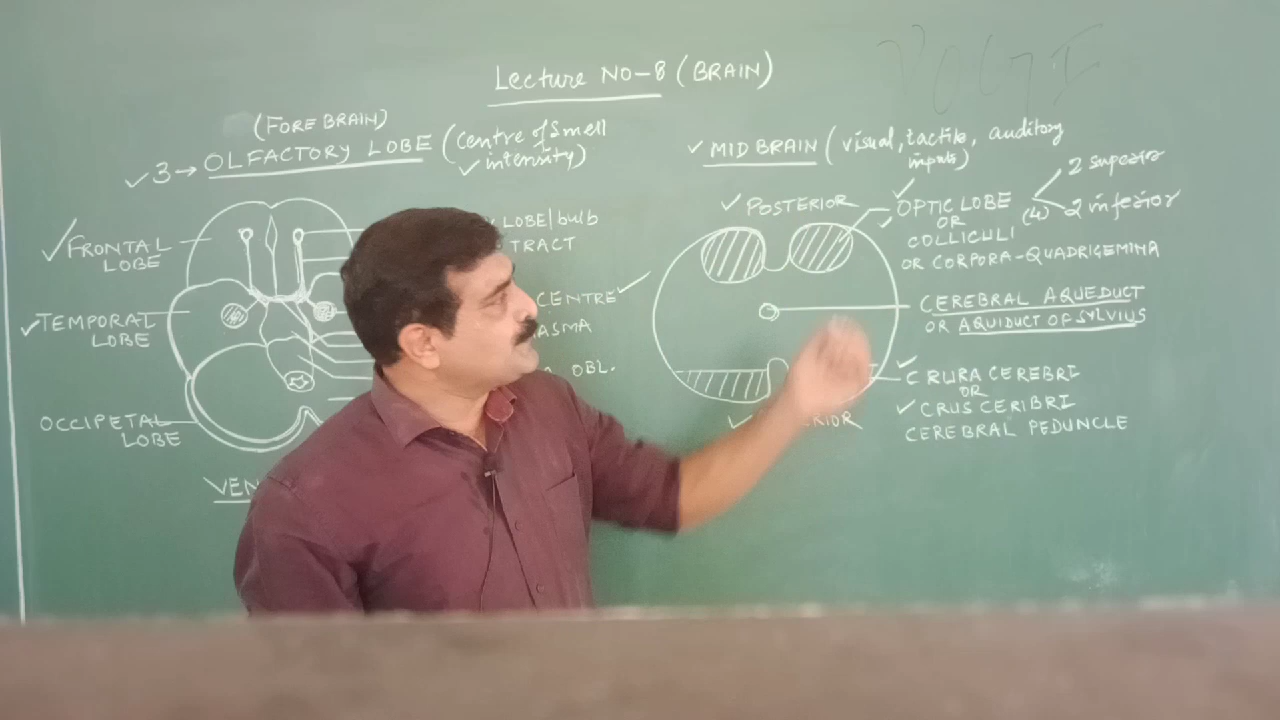 Lecture NO-8 (BRAIN)
(FORE BRAIN)
3→ OLFACTORY LOBE (Centre of Smell
intensity)
FRONTAL
LOBE
TEMPORAL
LOBE
OCCIPETAL
LOBE
LOBE/bulb
TRACT
CENTRE
OBL.
MID BRAIN (visual, tactile, auditory
inputs)
POSTERIOR
OPTIC LOBE
OR
COLLICULI (4)
2 superior
2 inferior
OR CORPORA-QUADRIGEMINA
CEREBRAL AQUEDUCT
OR AQUIDUCT OF SYLVIUS
CRURA CEREBRI
OR
CRUS CERIBRI
CEREBRAL PEDUNCLE